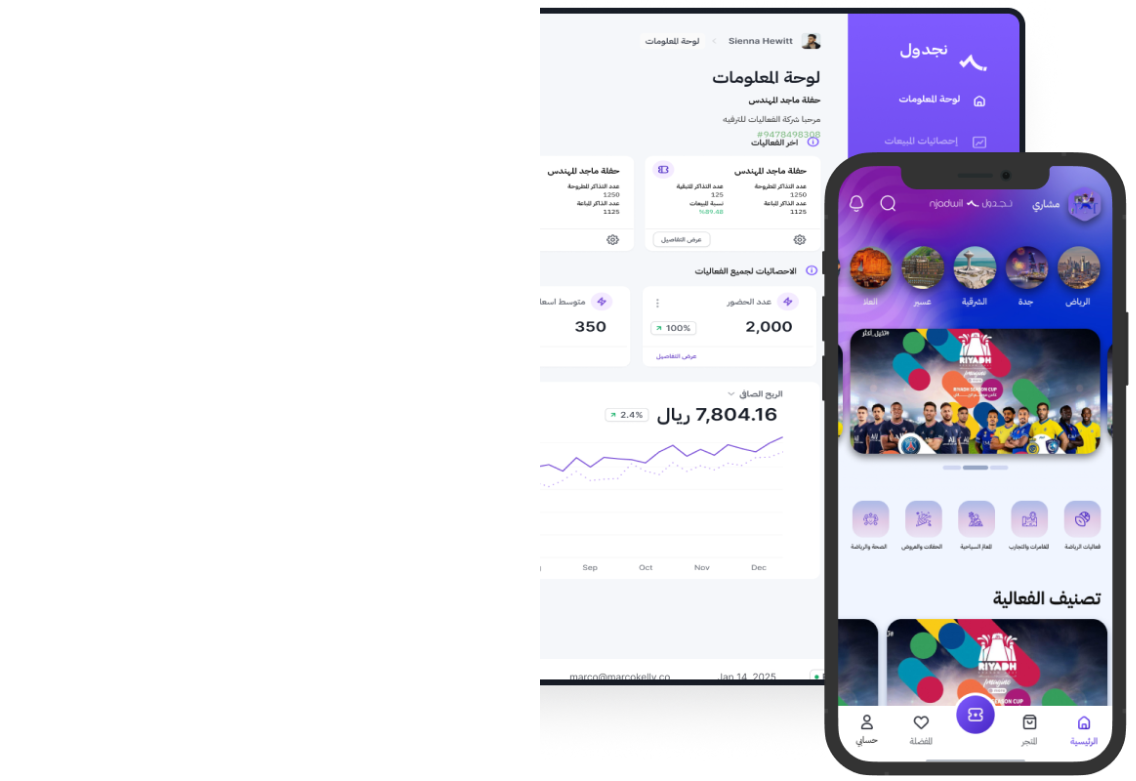 نجدول
لوحة المعلومات
إحصائيات المبيعات
Sienna Hewitt
لوحة المعلومات
لوحة المعلومات
حفلة ماجد المهندس
مرحبا شركة الفعاليات للترفيه
#9478498308
اخر الفعاليات
حفلة ماجد المهندس
عدد التذاكر المطروحة
1250
عدد التذاكر المتبقية
125
عدد الذاكر المباعة
1125
نسبة المبيعات
%89.48
عرض التفاصيل
حفلة ماجد المهندس
عدد التذاكر المطروحة
1250
عدد الذاكر المباعة
1125
الاحصائيات لجميع الفعاليات
عدد الحضور
2,000
100%
عرض التفاصيل
متوسط اسعا
350
الربح الصافي
7,804.16 ريال
2.4%
Sep Oct Nov Dec
marco@marcokelly.co
Jan 14, 2025
مشاري
نجدول njadwil
الرياض
جدة
الشرقية
عسير
العلا
RIYADH
RIYADH SEASON CUP
فعاليات الرياضة
المغامرات والتجارب
المعالم السياحية
الحفلات والعروض
الصحة والرياضة
تصنيف الفعالية
RIYADH
SEASON CUP
الرئيسية
المتجر
المفضلة
حسابي